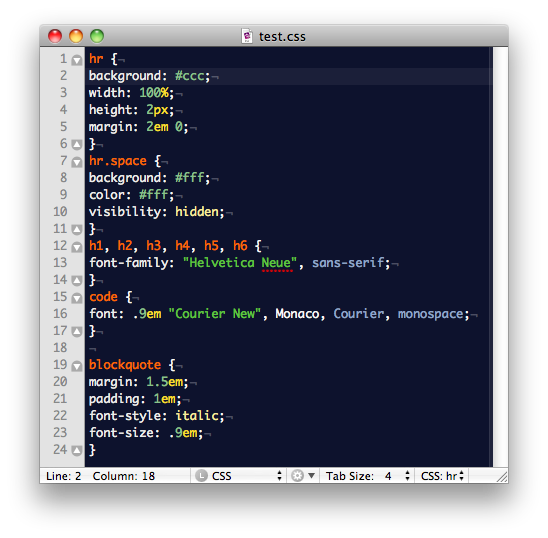 test.css
1 hr {¬
2 background: #ccc;¬
3 width: 100%;¬
4 height: 2px;¬
5 margin: 2em 0;¬
6 }¬
7 hr.space {¬
8 background: #fff;¬
9 color: #fff;¬
10 visibility: hidden;¬
11 }¬
12 h1, h2, h3, h4, h5, h6 {¬
13 font-family: "Helvetica Neue", sans-serif;¬
14 }¬
15 code {¬
16 font: .9em "Courier New", Monaco, Courier, monospace;¬
17 }¬
18 ¬
19 blockquote {¬
20 margin: 1.5em;¬
21 padding: 1em;¬
22 font-style: italic;¬
23 font-size: .9em;¬
24 }
Line: 2 Column: 18 L CSS Tab Size: 4 CSS: hr